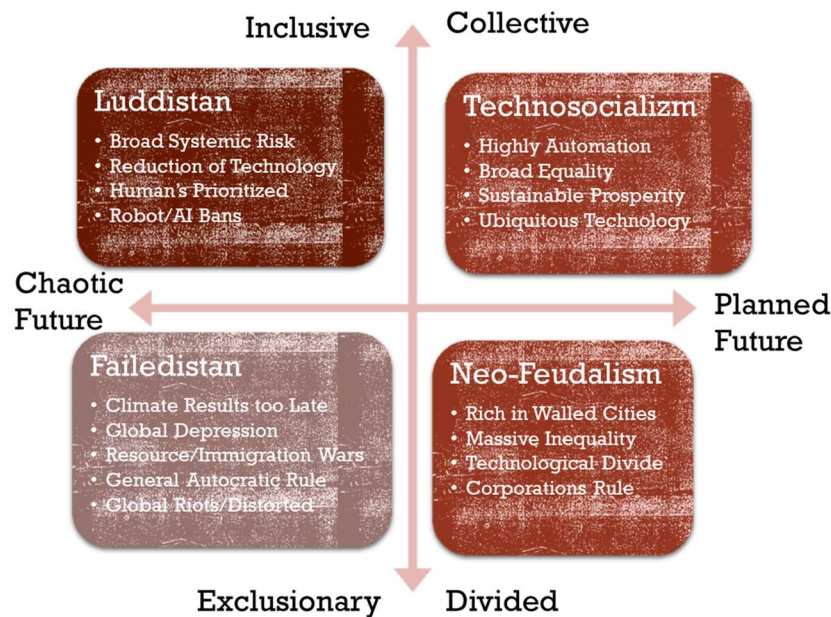 Inclusive
Collective
Luddistan
• Broad Systemic Risk
• Reduction of Technology
• Human's Prioritized
• Robot/AI Bans
Technosocializm
• Highly Automation
• Broad Equality
• Sustainable Prosperity
• Ubiquitous Technology
Chaotic
Future
Planned
Future
Failedistan
• Climate Results too Late
• Global Depression
• Resource/Immigration Wars
• General Autocratic Rule
• Global Riots/Distorted
Neo-Feudalism
• Rich in Walled Cities
• Massive Inequality
• Technological Divide
• Corporations Rule
Exclusionary
Divided